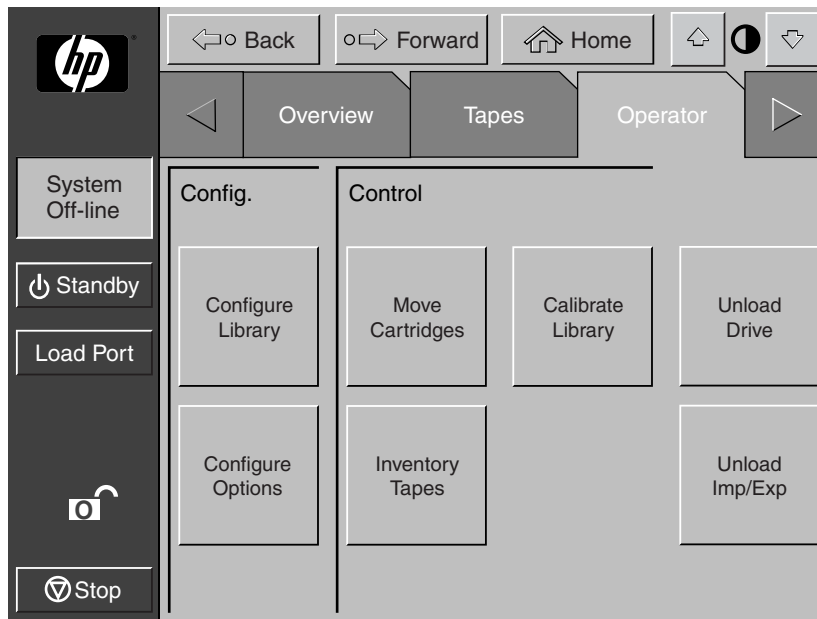 hp
Back
Forward
Home
Overview
Tapes
Operator
System
Off-line
Standby
Load Port
O
Stop
Config.
Control
Configure
Library
Move
Cartridges
Calibrate
Library
Unload
Drive
Configure
Options
Inventory
Tapes
Unload
Imp/Exp